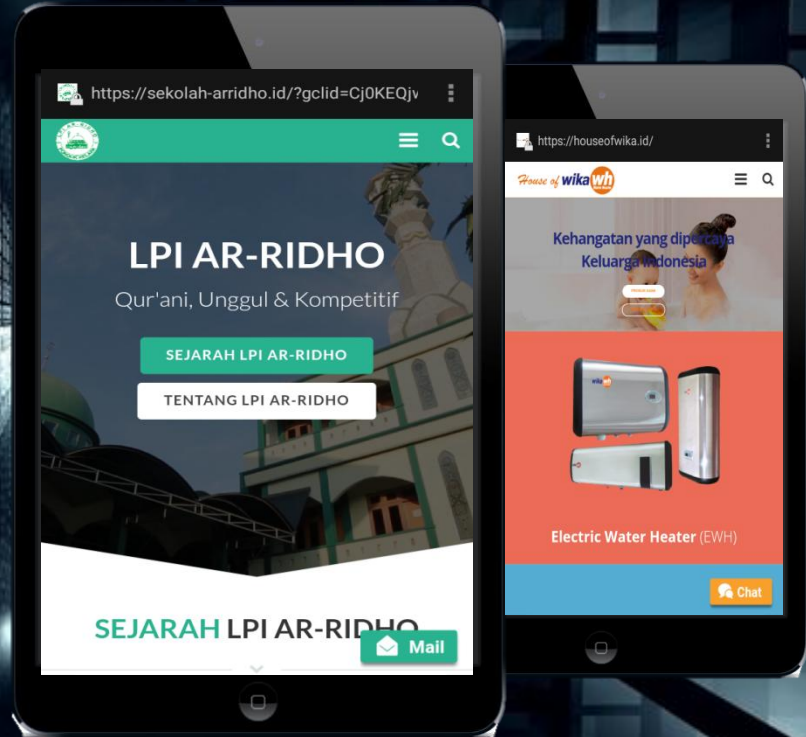 https://sekolah-arridho.id/?gclid=Cj0KEQjv
LPI AR-RIDHO
Qur'ani, Unggul & Kompetitif
SEJARAH LPI AR-RIDHO
TENTANG LPI AR-RIDHO
SEJARAH LPI AR-RIDHO
Mail
https://houseofwika.id/
House of wika wh
Kehangatan yang dipercaya
Keluarga Indonesia
wika wh
Electric Water Heater (EWH)
Chat